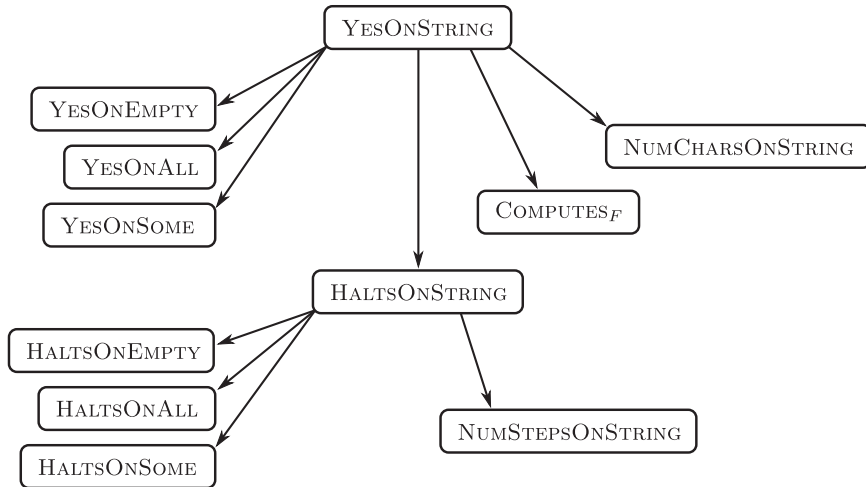 YesOnString
YesOnEmpty
NumCharsOnString
YesOnAll
YesOnSome
Computes_F
HaltsOnString
HaltsOnEmpty
HaltsOnAll
NumStepsOnString
HaltsOnSome